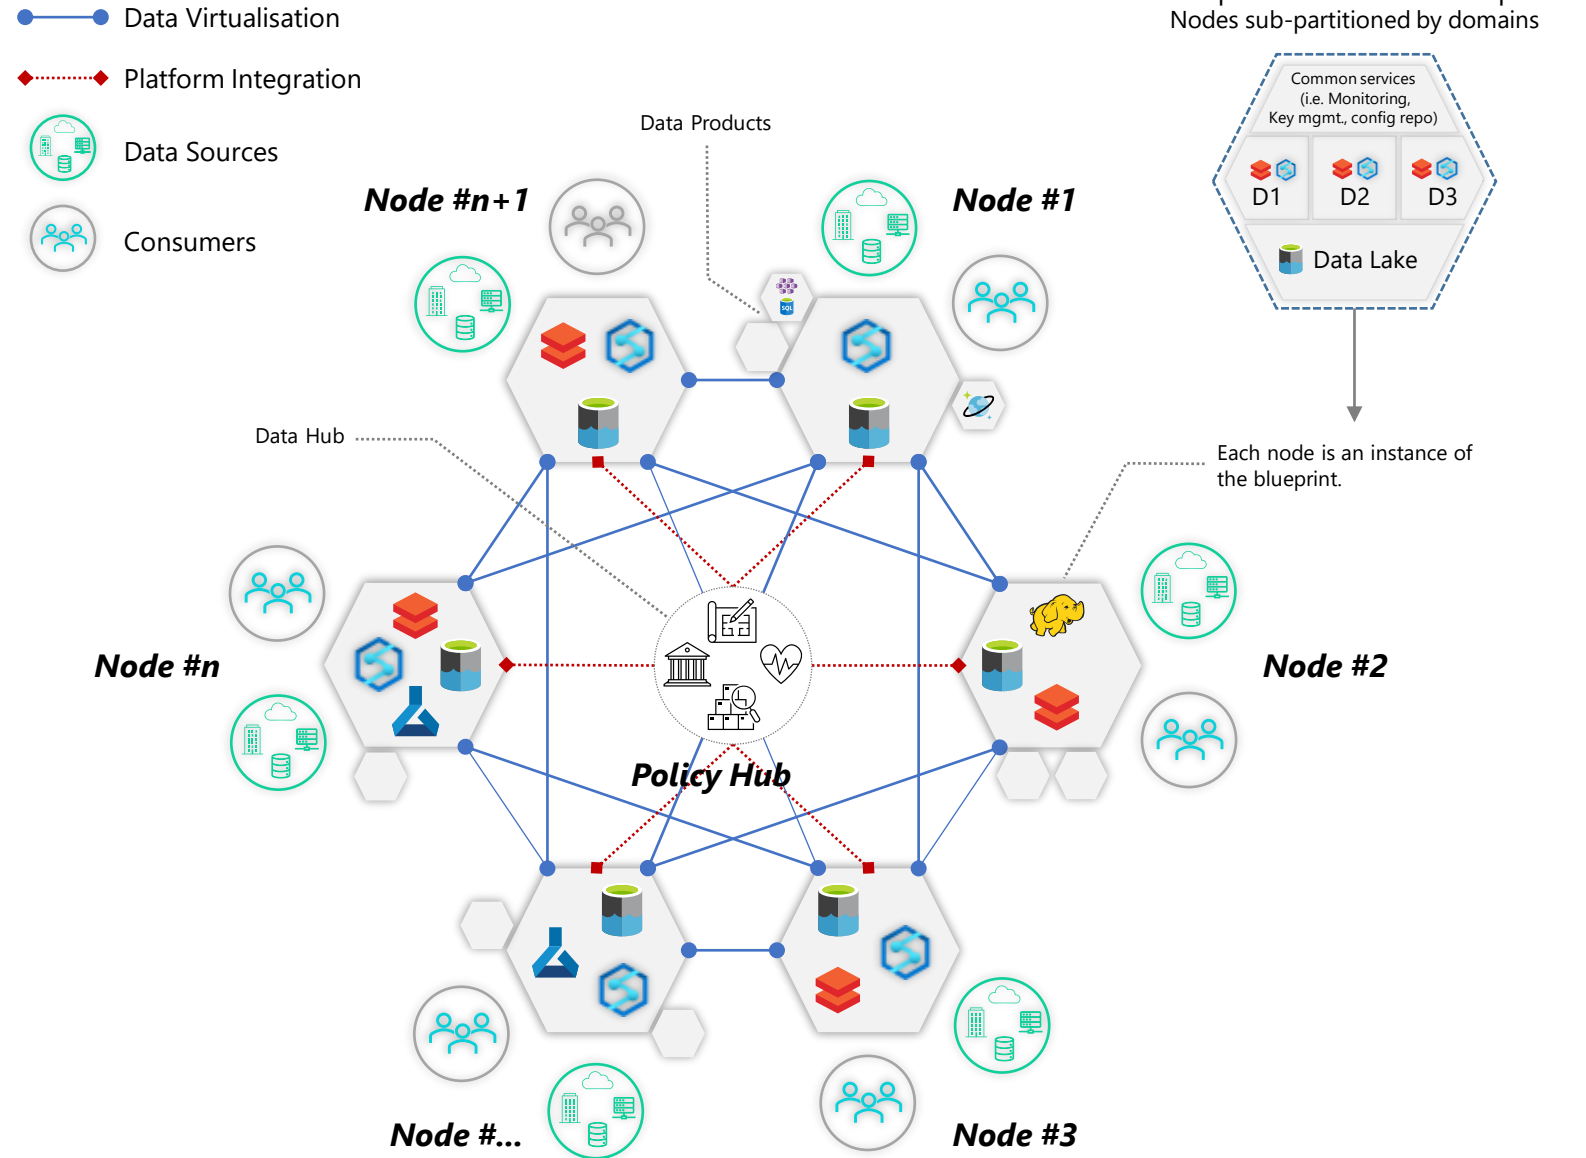 Data Virtualisation
Platform Integration
Data Sources
Consumers
Nodes sub-partitioned by domains
Common services
(i.e. Monitoring,
Key mgmt., config repo)
D1
D2
D3
Data Lake
Each node is an instance of
the blueprint.
Data Products
Node #n+1
Node #1
SQL
Data Hub
Node #n
Node #2
Policy Hub
Node #...
Node #3